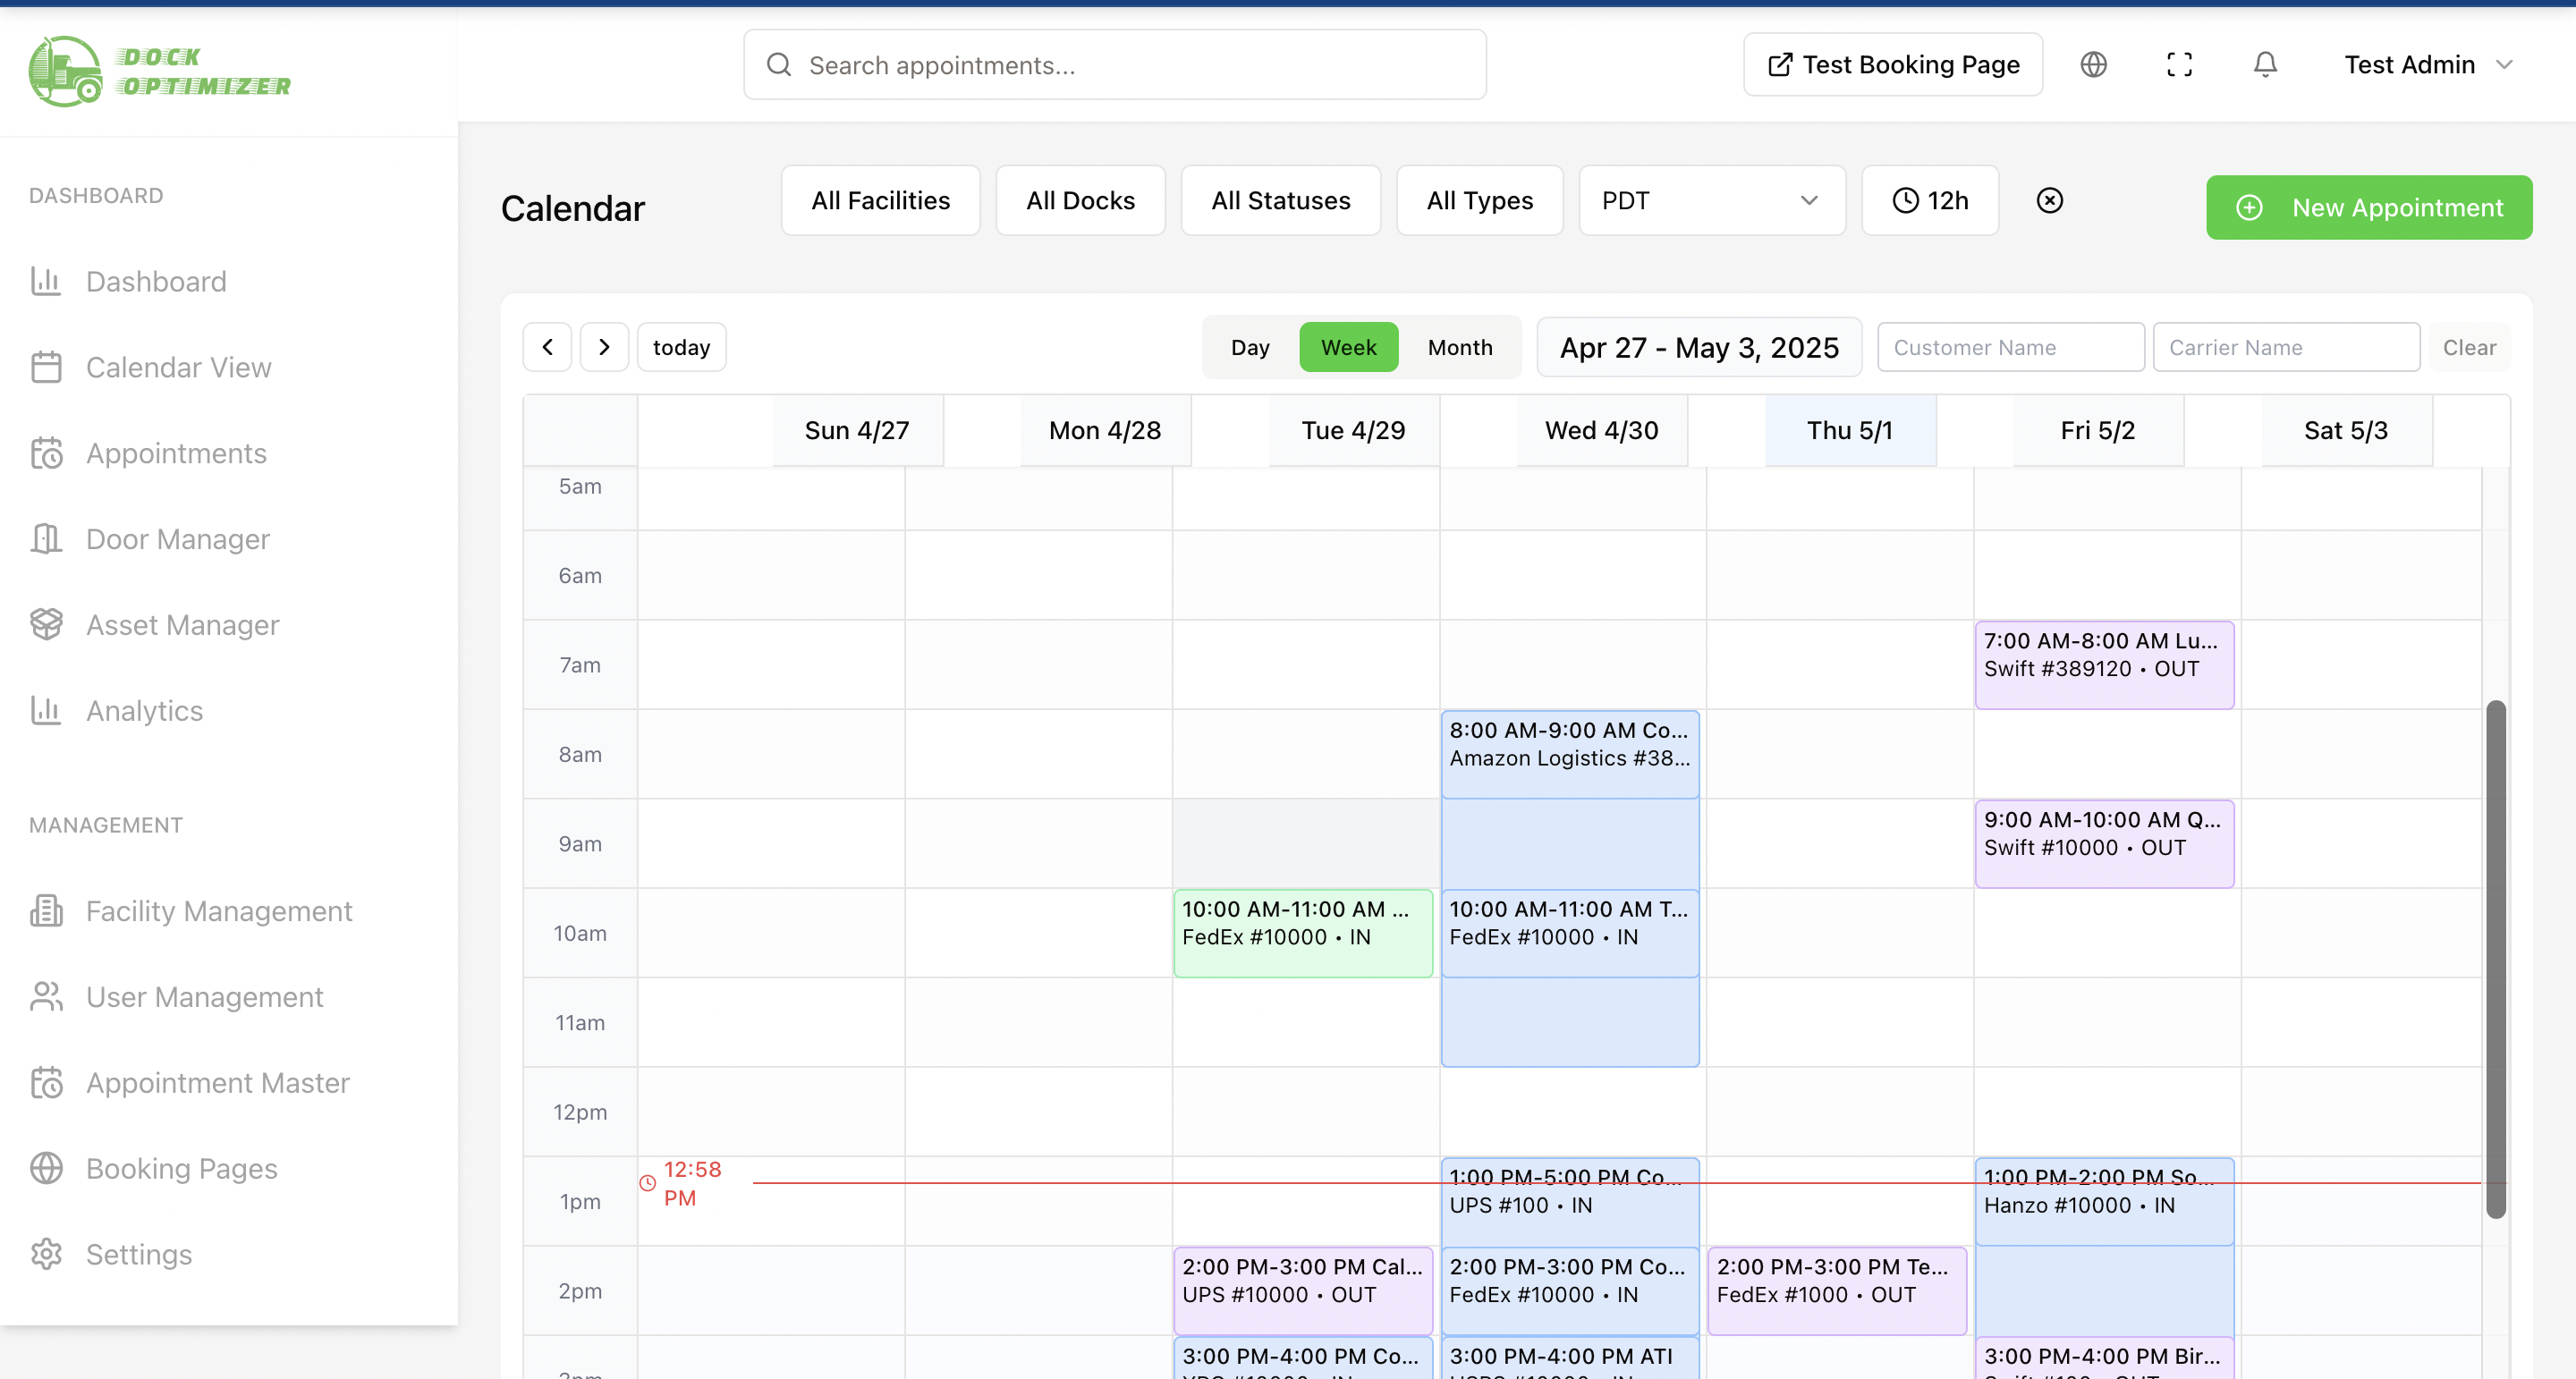 DOCK
OPTIMIZER
Search appointments...
Test Booking Page
Test Admin
DASHBOARD
Dashboard
Calendar View
Appointments
Door Manager
Asset Manager
Analytics
MANAGEMENT
Facility Management
User Management
Appointment Master
Booking Pages
Settings
Calendar
All Facilities
All Docks
All Statuses
All Types
PDT
12h
New Appointment
today
Day
Week
Month
Apr 27 - May 3, 2025
Customer Name
Carrier Name
Clear
Sun 4/27
Mon 4/28
Tue 4/29
Wed 4/30
Thu 5/1
Fri 5/2
Sat 5/3
5am
6am
7am
7:00 AM-8:00 AM Lu...
Swift #389120 • OUT
8am
8:00 AM-9:00 AM Co...
Amazon Logistics #38...
9am
9:00 AM-10:00 AM Q...
Swift #10000 • OUT
10am
10:00 AM-11:00 AM ...
FedEx #10000 • IN
10:00 AM-11:00 AM T...
FedEx #10000 • IN
11am
12pm
12:58
PM
1pm
1:00 PM-5:00 PM Co...
UPS #100 • IN
1:00 PM-2:00 PM So...
Hanzo #10000 • IN
2pm
2:00 PM-3:00 PM Cal...
UPS #10000 • OUT
2:00 PM-3:00 PM Co...
FedEx #10000 • IN
2:00 PM-3:00 PM Te...
FedEx #1000 • OUT
3:00 PM-4:00 PM Co...
3:00 PM-4:00 PM ATI
3:00 PM-4:00 PM Bir...